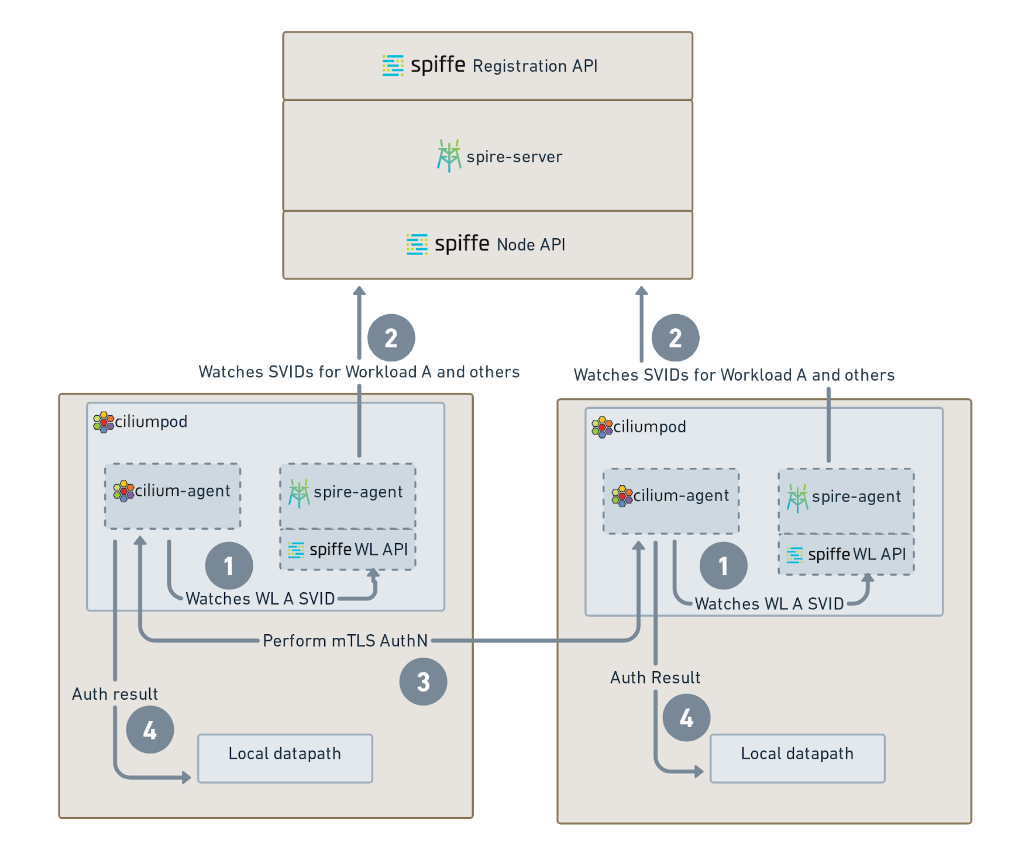 spiffe Registration API
spire-server
spiffe Node API
2
2
Watches SVIDs for Workload A and others
Watches SVIDs for Workload A and others
ciliumpod
cilium-agent
spire-agent
spiffe WL API
1
Watches WL A SVID
ciliumpod
cilium-agent
spire-agent
spiffe WL API
1
Watches WL A SVID
Perform mTLS AuthN
3
Auth result
4
Local datapath
Auth Result
4
Local datapath